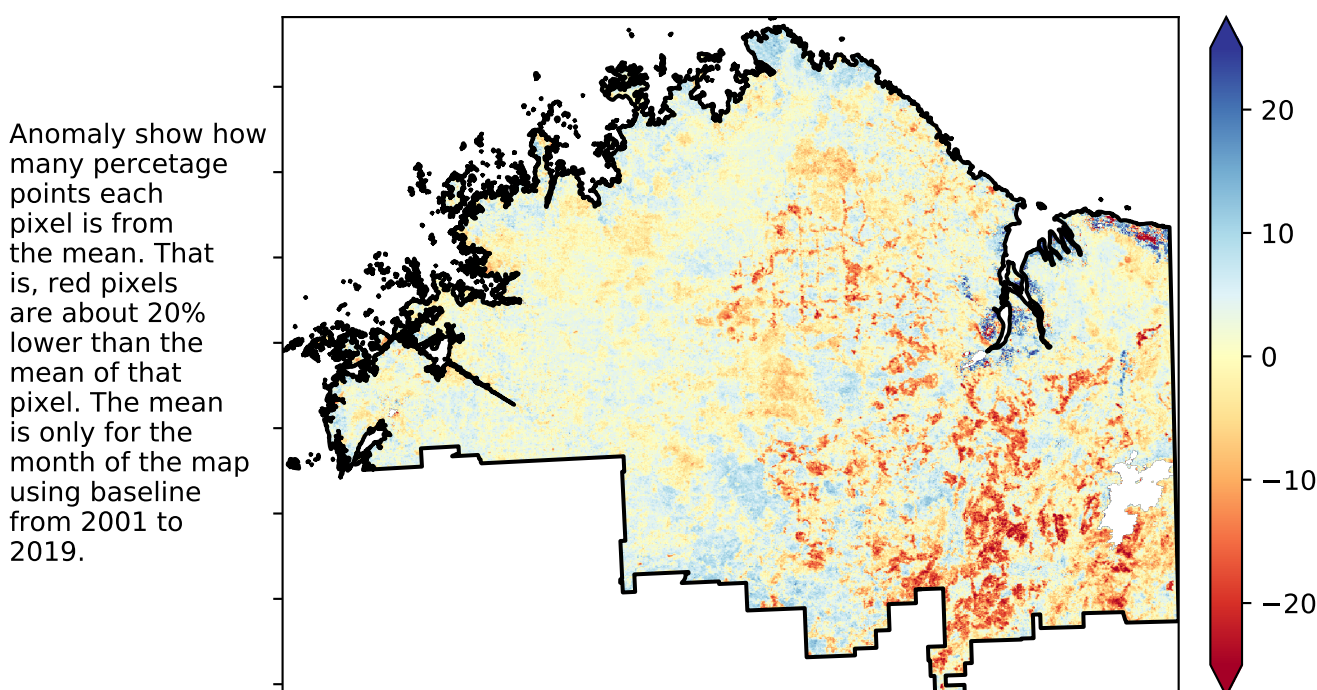 Anomaly show how
many percetage
points each
pixel is from
the mean. That
is, red pixels
are about 20%
lower than the
mean of that
pixel. The mean
is only for the
month of the map
using baseline
from 2001 to
2019.
20
10
0
−10
−20